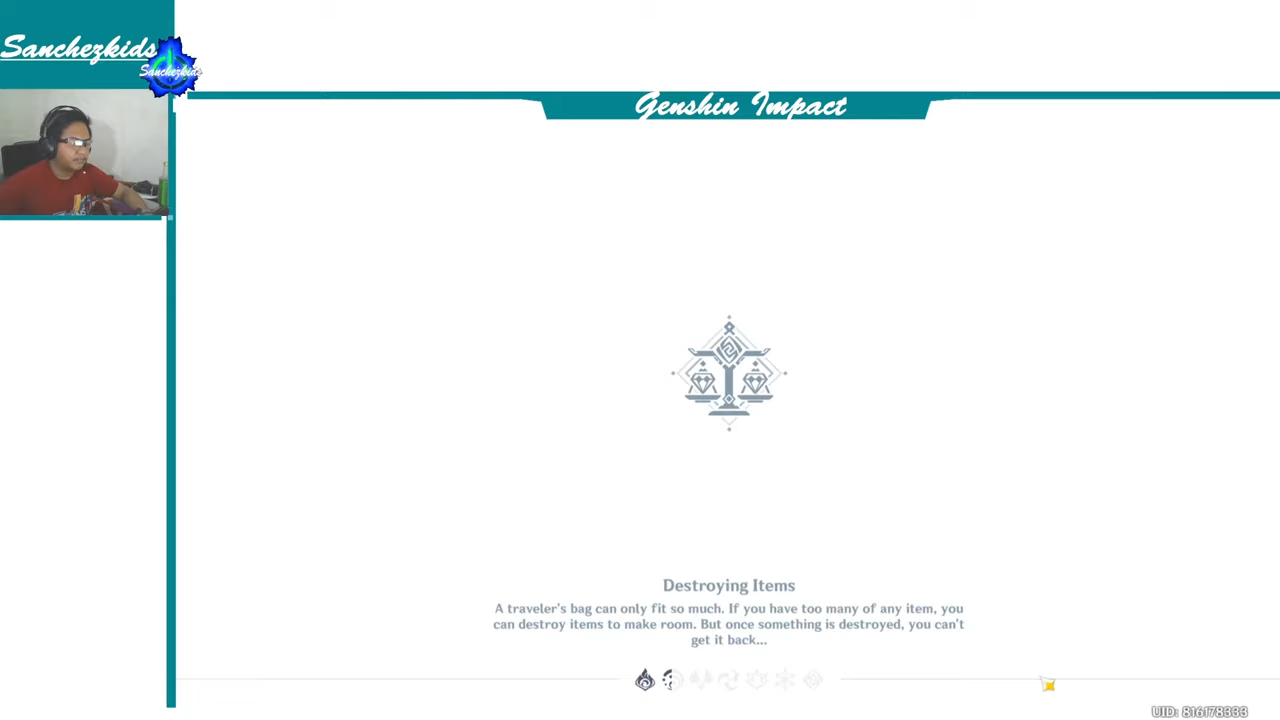 Sanchezkids
Sanchezkids
Genshin Impact
Destroying Items
A traveler's bag can only fit so much. If you have too many of any item, you
can destroy items to make room. But once something is destroyed, you can't
get it back...
UID: 816178333